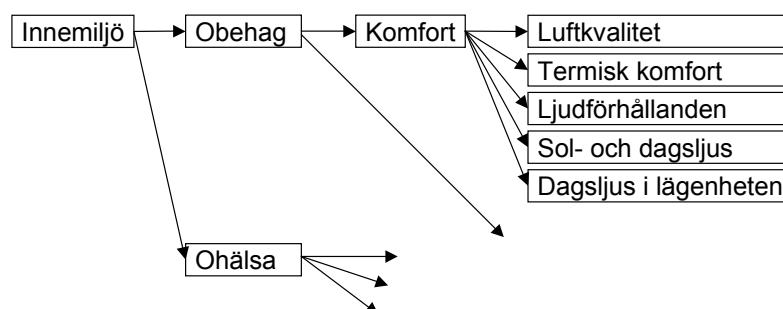 Innemiljö
Obehag
Komfort
Luftkvalitet
Termisk komfort
Ljudförhållanden
Sol- och dagsljus
Dagsljus i lägenheten
Ohälsa